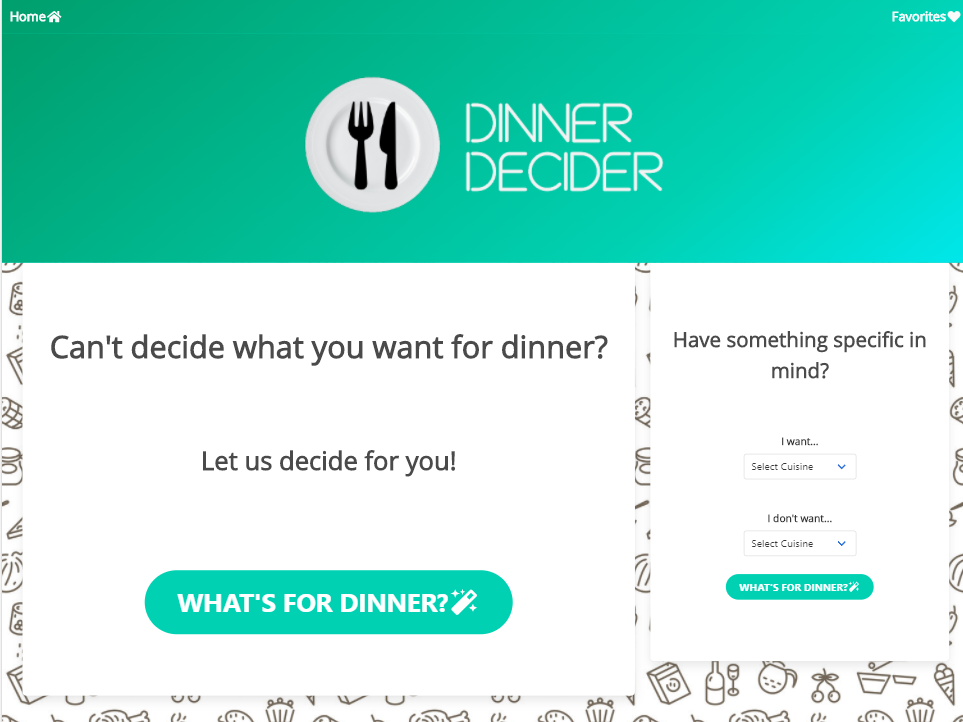 Home
Favorites
DINNER
DECIDER
Can't decide what you want for dinner?
Let us decide for you!
WHAT'S FOR DINNER?
Have something specific in
mind?
I want...
Select Cuisine
I don't want...
Select Cuisine
WHAT'S FOR DINNER?